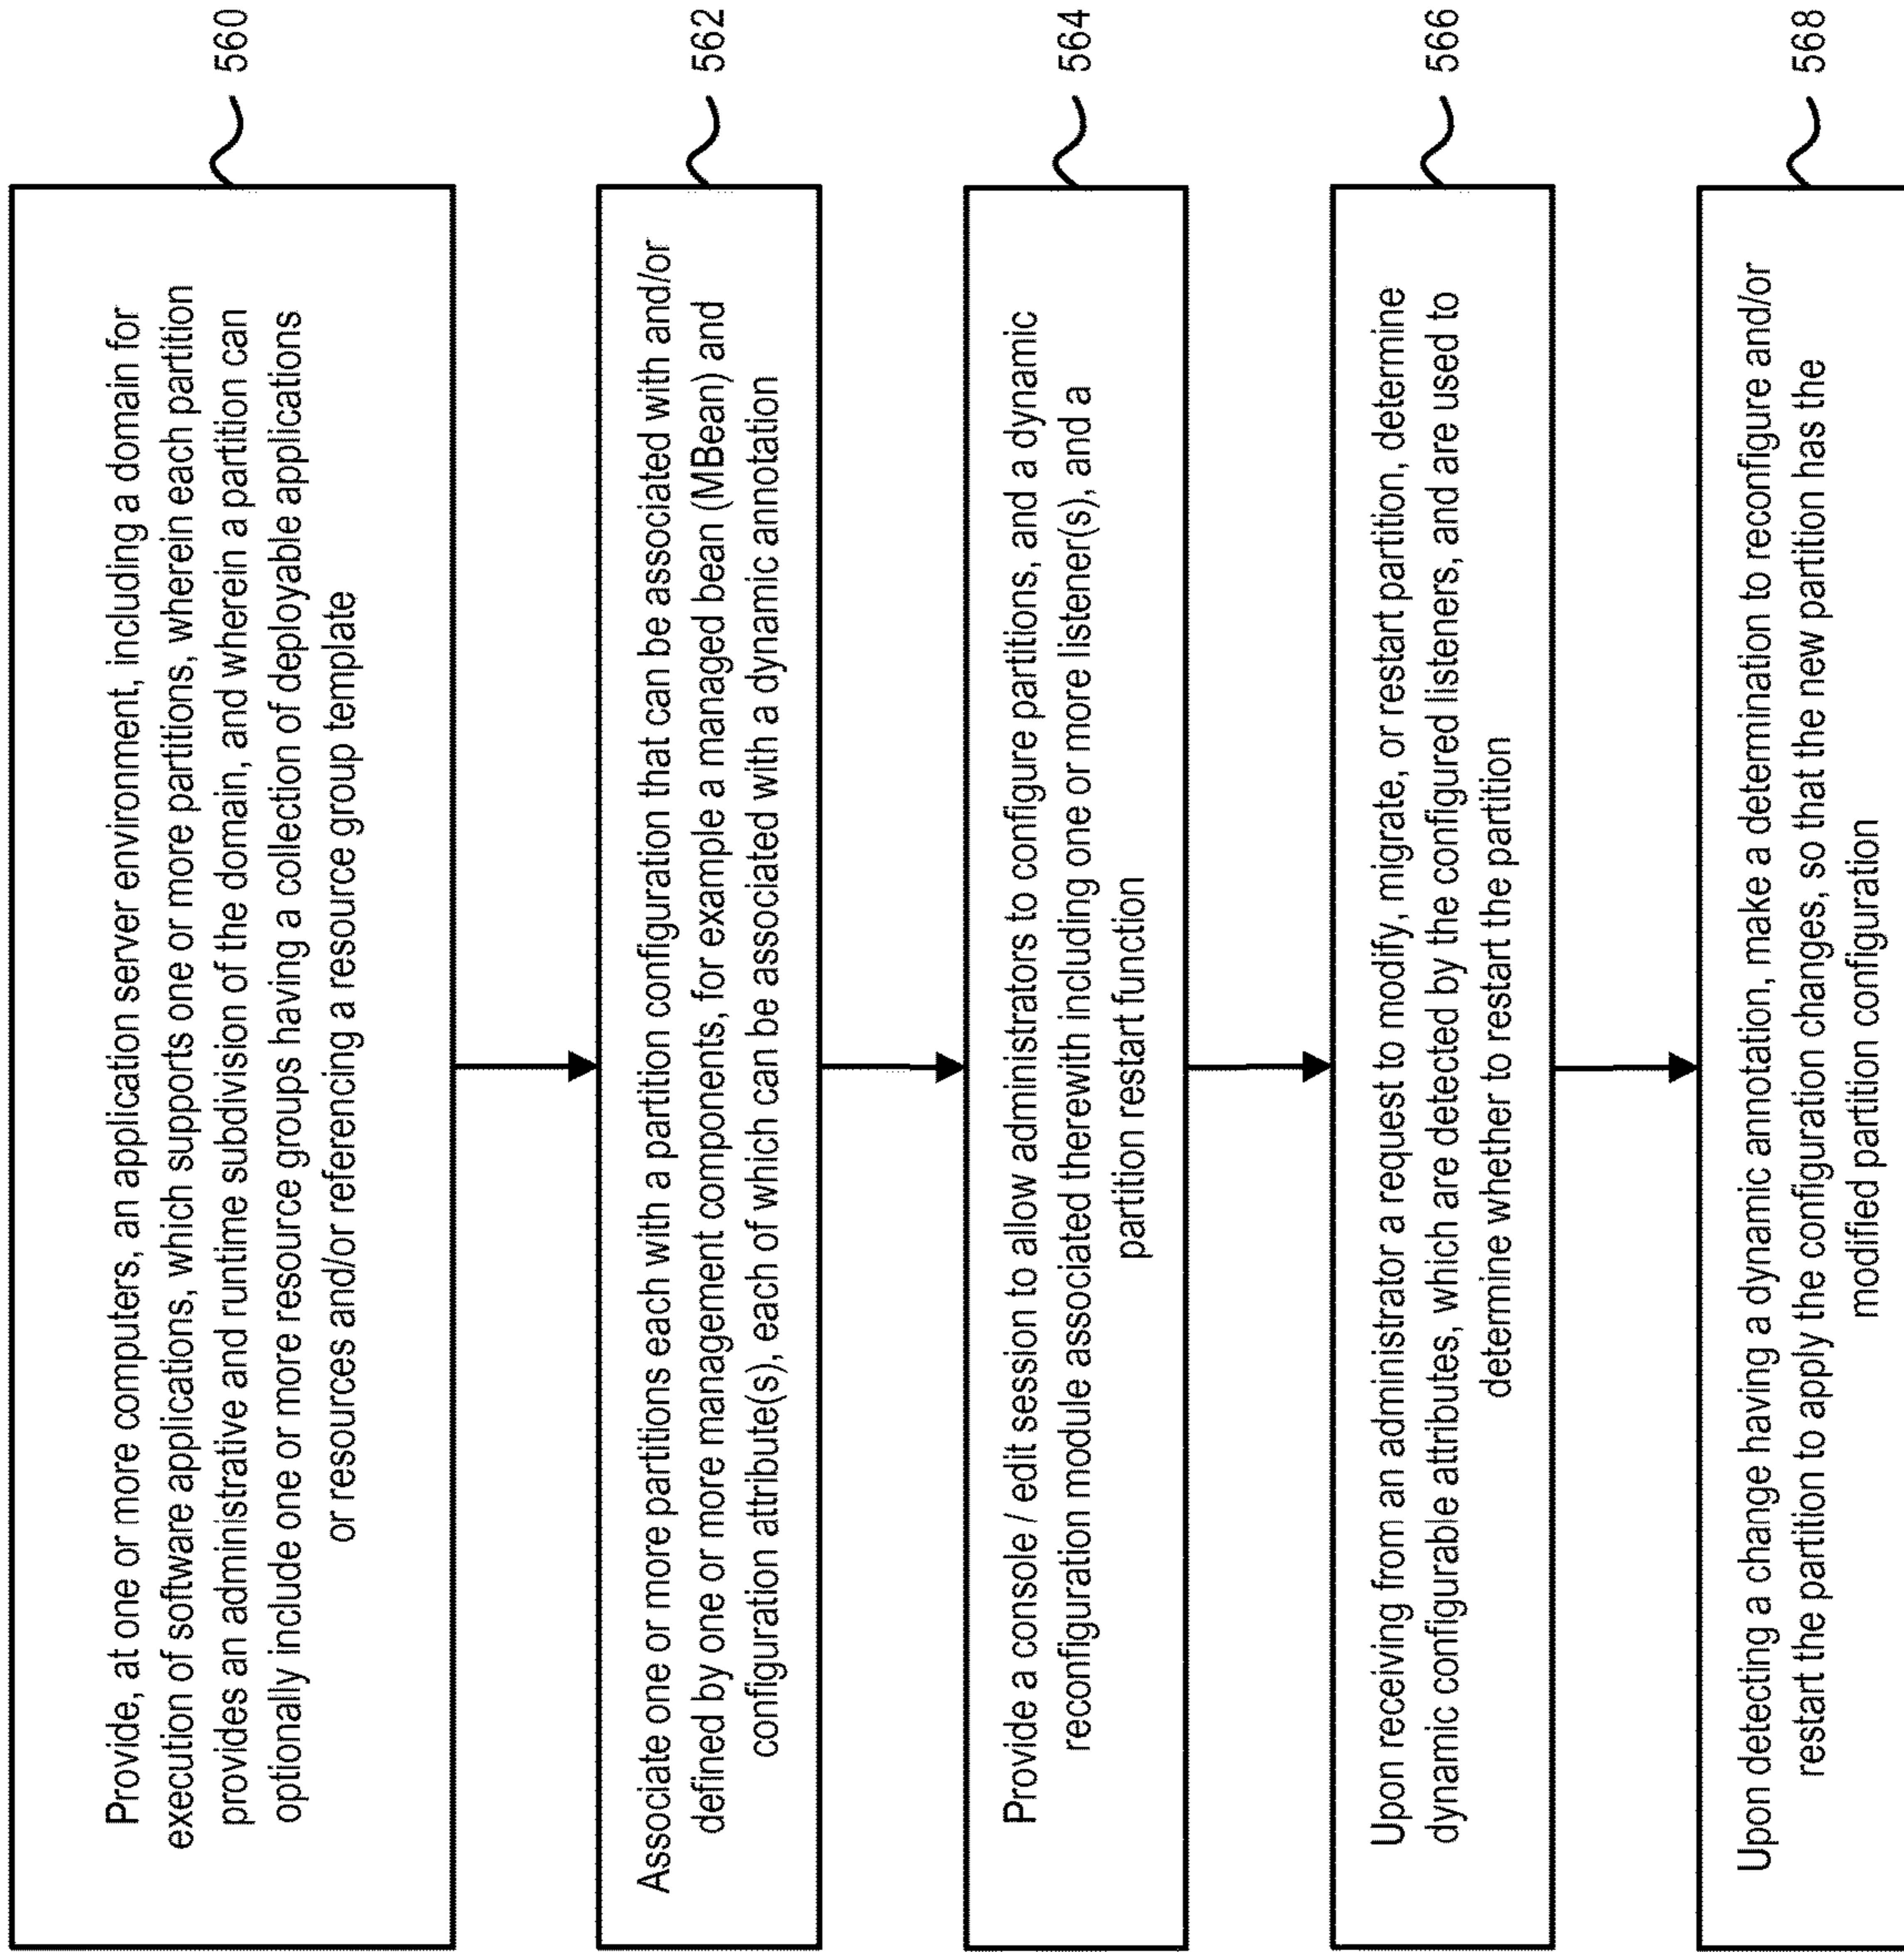 Provide, at one or more computers, an application server environment, including a domain for
execution of software applications, which supports one or more partitions, wherein each partition
provides an administrative and runtime subdivision of the domain, and wherein a partition can
optionally include one or more resource groups having a collection of deployable applications
or resources and/or referencing a resource group template
560
Associate one or more partitions each with a partition configuration that can be associated with and/or
defined by one or more management components, for example a managed bean (MBean) and
configuration attribute(s), each of which can be associated with a dynamic annotation
562
Provide a console / edit session to allow administrators to configure partitions, and a dynamic
reconfiguration module associated therewith including one or more listener(s), and a
partition restart function
564
Upon receiving from an administrator a request to modify, migrate, or restart partition, determine
dynamic configurable attributes, which are detected by the configured listeners, and are used to
determine whether to restart the partition
566
Upon detecting a change having a dynamic annotation, make a determination to reconfigure and/or
restart the partition to apply the configuration changes, so that the new partition has the
modified partition configuration
568